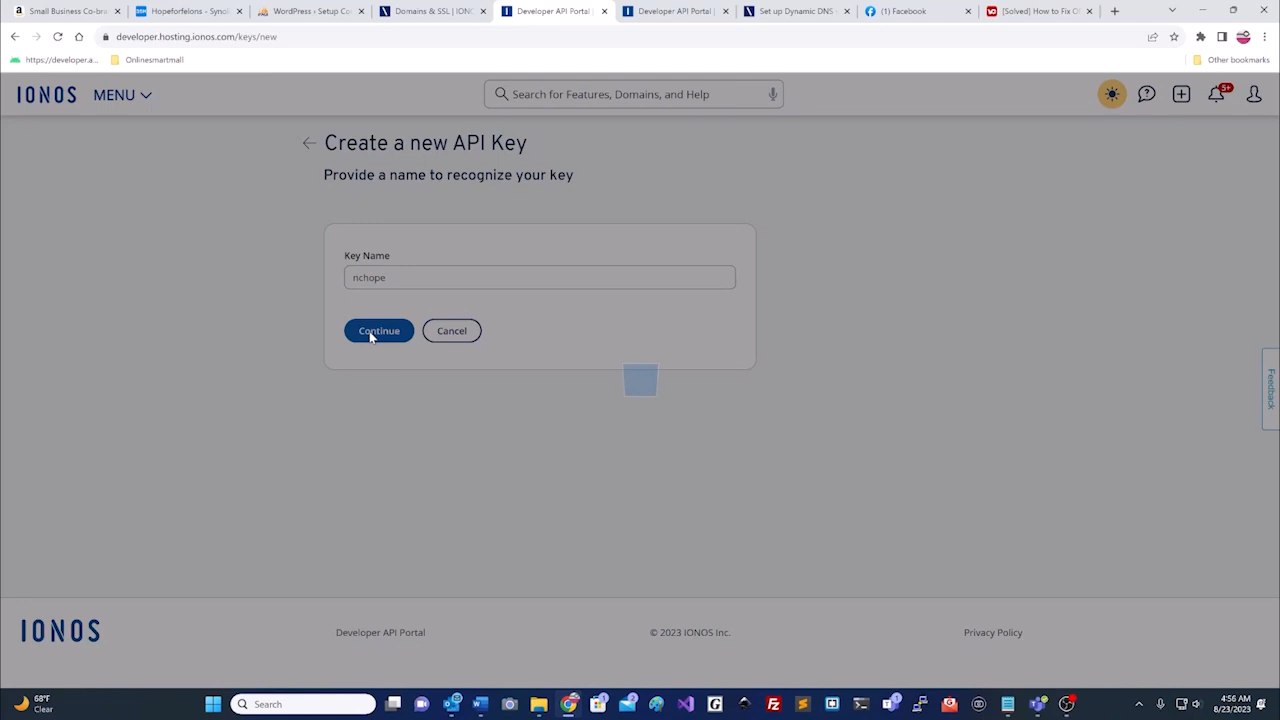 Small Business Co-bra
Hopeforfelons - Syno
WordPress › Setup Co
Domains & SSL | IONO
Developer API Portal |
Developer API Portal |
Set up Dynamic DNS
(1) Facebook
[Solved] How to Fix Of
developer.hosting.ionos.com/keys/new
https://developer.a...
Onlinesmartmall
Other bookmarks
IONOS
MENU
Search for Features, Domains, and Help
5+
Create a new API Key
Provide a name to recognize your key
Key Name
nchope
Continue
Cancel
Feedback
IONOS
Developer API Portal
© 2023 IONOS Inc.
Privacy Policy
68°F
Clear
Search
4:56 AM
8/23/2023